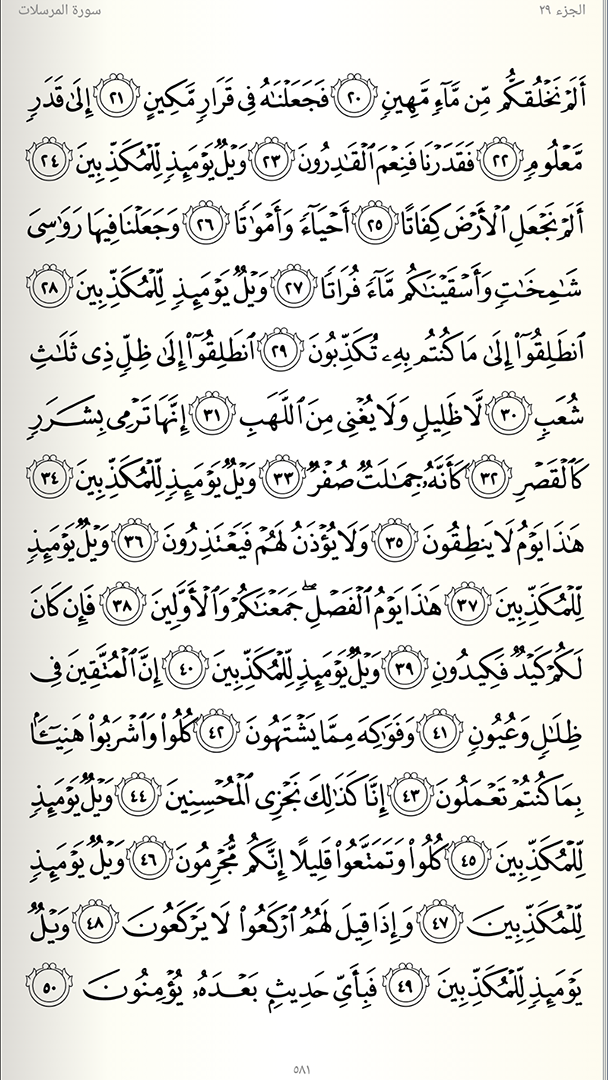 الجزء ٢٩
سورة المرسلات
أَلَمْ نَخْلُقكُّم مِّن مَّآءٍ مَّهِينٍ ٢٠ فَجَعَلْنَٰهُ فِى قَرَارٍ مَّكِينٍ ٢١ إِلَىٰ قَدَرٍ
مَّعْلُومٍ ٢٢ فَقَدَرْنَا فَنِعْمَ ٱلْقَٰدِرُونَ ٢٣ وَيْلٌ يَوْمَئِذٍ لِّلْمُكَذِّبِينَ ٢٤
أَلَمْ نَجْعَلِ ٱلْأَرْضَ كِفَاتًا ٢٥ أَحْيَآءً وَأَمْوَٰتًا ٢٦ وَجَعَلْنَا فِيهَا رَوَٰسِىَ
شَٰمِخَٰتٍ وَأَسْقَيْنَٰكُم مَّآءً فُرَاتًا ٢٧ وَيْلٌ يَوْمَئِذٍ لِّلْمُكَذِّبِينَ ٢٨
ٱنطَلِقُوٓا۟ إِلَىٰ مَا كُنتُم بِهِۦ تُكَذِّبُونَ ٢٩ ٱنطَلِقُوٓا۟ إِلَىٰ ظِلٍّ ذِى ثَلَٰثِ
شُعَبٍ ٣٠ لَّا ظَلِيلٍ وَلَا يُغْنِى مِنَ ٱللَّهَبِ ٣١ إِنَّهَا تَرْمِى بِشَرَرٍ
كَٱلْقَصْرِ ٣٢ كَأَنَّهُۥ جِمَٰلَتٌ صُفْرٌ ٣٣ وَيْلٌ يَوْمَئِذٍ لِّلْمُكَذِّبِينَ ٣٤
هَٰذَا يَوْمُ لَا يَنطِقُونَ ٣٥ وَلَا يُؤْذَنُ لَهُمْ فَيَعْتَذِرُونَ ٣٦ وَيْلٌ يَوْمَئِذٍ
لِّلْمُكَذِّبِينَ ٣٧ هَٰذَا يَوْمُ ٱلْفَصْلِ ۖ جَمَعْنَٰكُمْ وَٱلْأَوَّلِينَ ٣٨ فَإِن كَانَ
لَكُمْ كَيْدٌ فَكِيدُونِ ٣٩ وَيْلٌ يَوْمَئِذٍ لِّلْمُكَذِّبِينَ ٤٠ إِنَّ ٱلْمُتَّقِينَ فِى
ظِلَٰلٍ وَعُيُونٍ ٤١ وَفَوَٰكِهَ مِمَّا يَشْتَهُونَ ٤٢ كُلُوا۟ وَٱشْرَبُوا۟ هَنِيٓـًٔۢا
بِمَا كُنتُمْ تَعْمَلُونَ ٤٣ إِنَّا كَذَٰلِكَ نَجْزِى ٱلْمُحْسِنِينَ ٤٤ وَيْلٌ يَوْمَئِذٍ
لِّلْمُكَذِّبِينَ ٤٥ كُلُوا۟ وَتَمَتَّعُوا۟ قَلِيلًا إِنَّكُم مُّجْرِمُونَ ٤٦ وَيْلٌ يَوْمَئِذٍ
لِّلْمُكَذِّبِينَ ٤٧ وَإِذَا قِيلَ لَهُمُ ٱرْكَعُوا۟ لَا يَرْكَعُونَ ٤٨ وَيْلٌ
يَوْمَئِذٍ لِّلْمُكَذِّبِينَ ٤٩ فَبِأَىِّ حَدِيثٍۭ بَعْدَهُۥ يُؤْمِنُونَ ٥٠
٥٨١